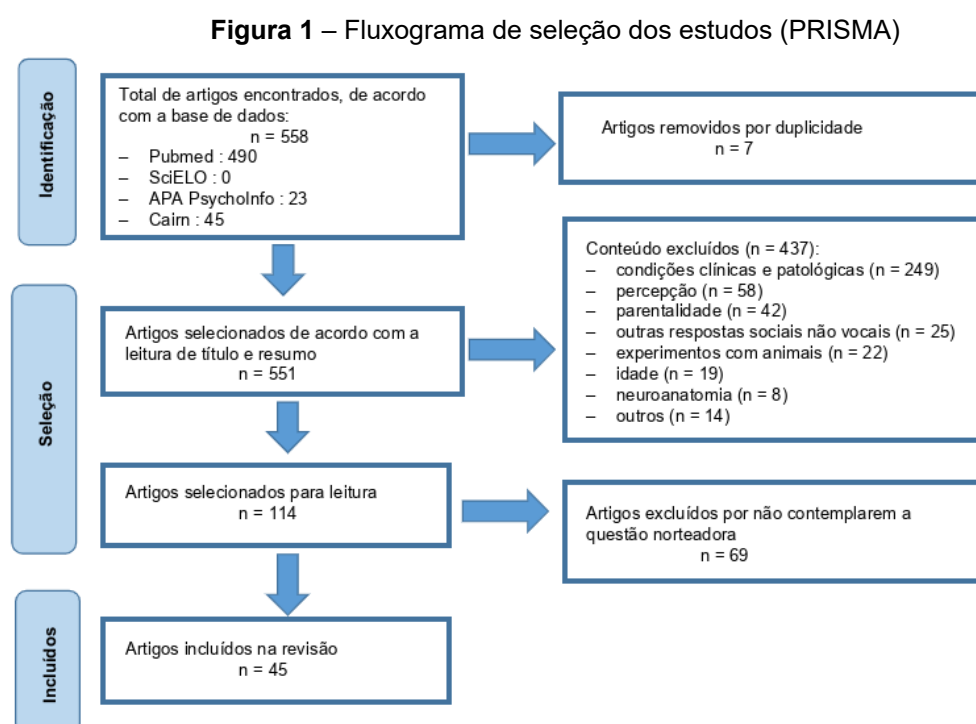 Figura 1 – Fluxograma de seleção dos estudos (PRISMA)
Identificação
Total de artigos encontrados, de acordo
com a base de dados:
n = 558
– Pubmed : 490
– SciELO : 0
– APA PsychoInfo : 23
– Cairn : 45
Artigos removidos por duplicidade
n = 7
Seleção
Artigos selecionados de acordo com a
leitura de título e resumo
n = 551
Conteúdo excluídos (n = 437):
– condições clínicas e patológicas (n = 249)
– percepção (n = 58)
– parentalidade (n = 42)
– outras respostas sociais não vocais (n = 25)
– experimentos com animais (n = 22)
– idade (n = 19)
– neuroanatomia (n = 8)
– outros (n = 14)
Artigos selecionados para leitura
n = 114
Artigos excluídos por não contemplarem a
questão norteadora
n = 69
Incluídos
Artigos incluídos na revisão
n = 45